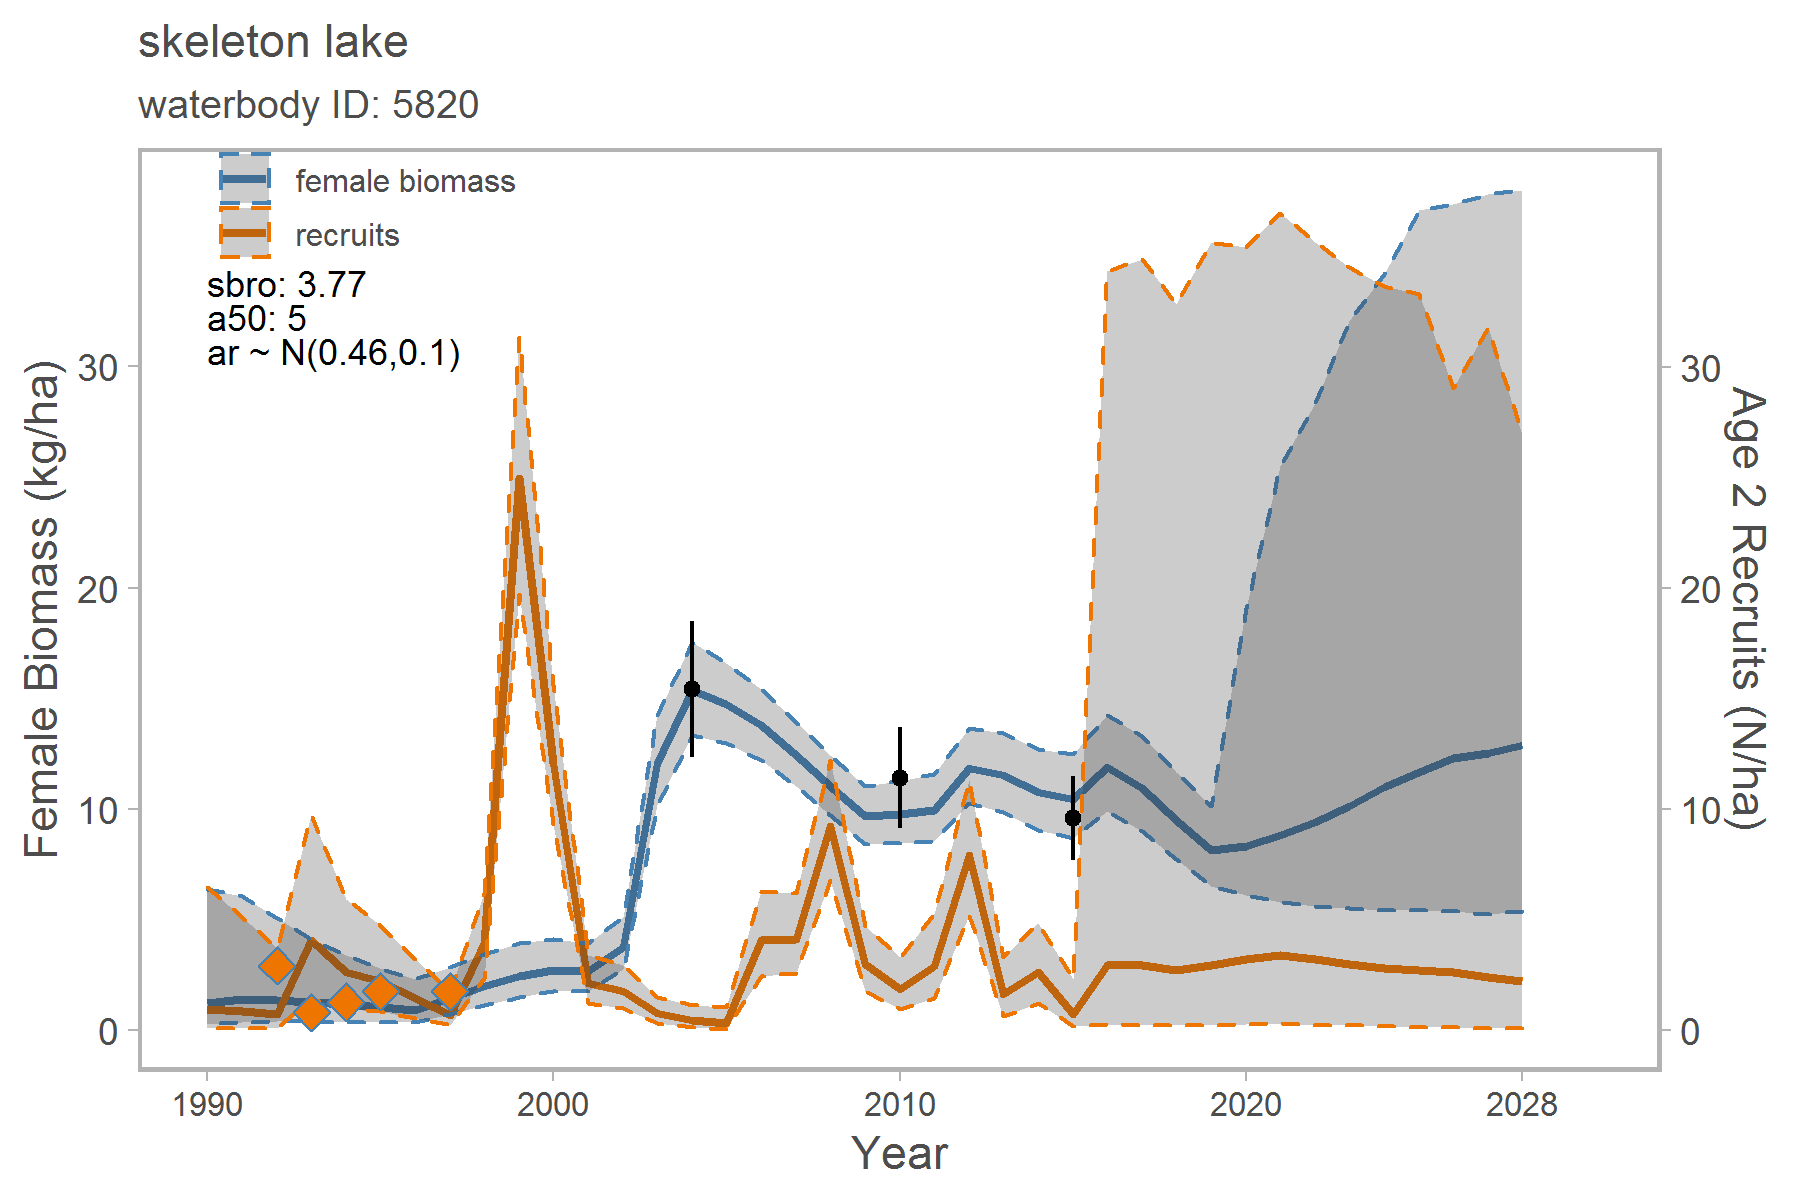 skeleton lake
waterbody ID: 5820
female biomass
recruits
sbro: 3.77
a50: 5
ar ~ N(0.46,0.1)
Female Biomass (kg/ha)
30
20
10
0
30
20
10
0
Age 2 Recruits (N/ha)
1990 2000 2010 2020 2028
Year